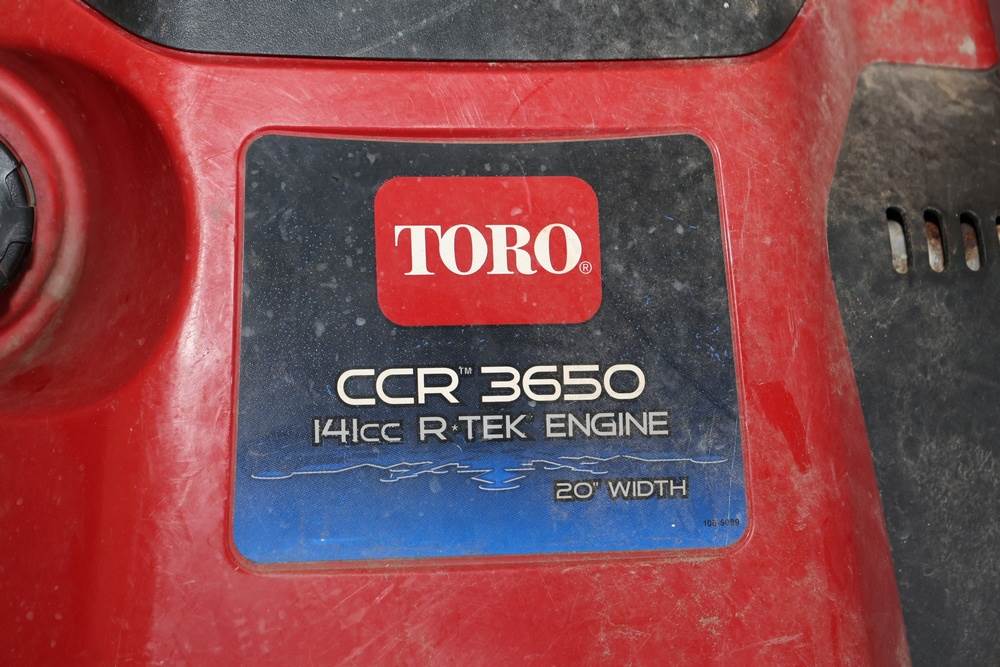 TORO®
CCR™ 3650
141cc R*TEK ENGINE
20" WIDTH